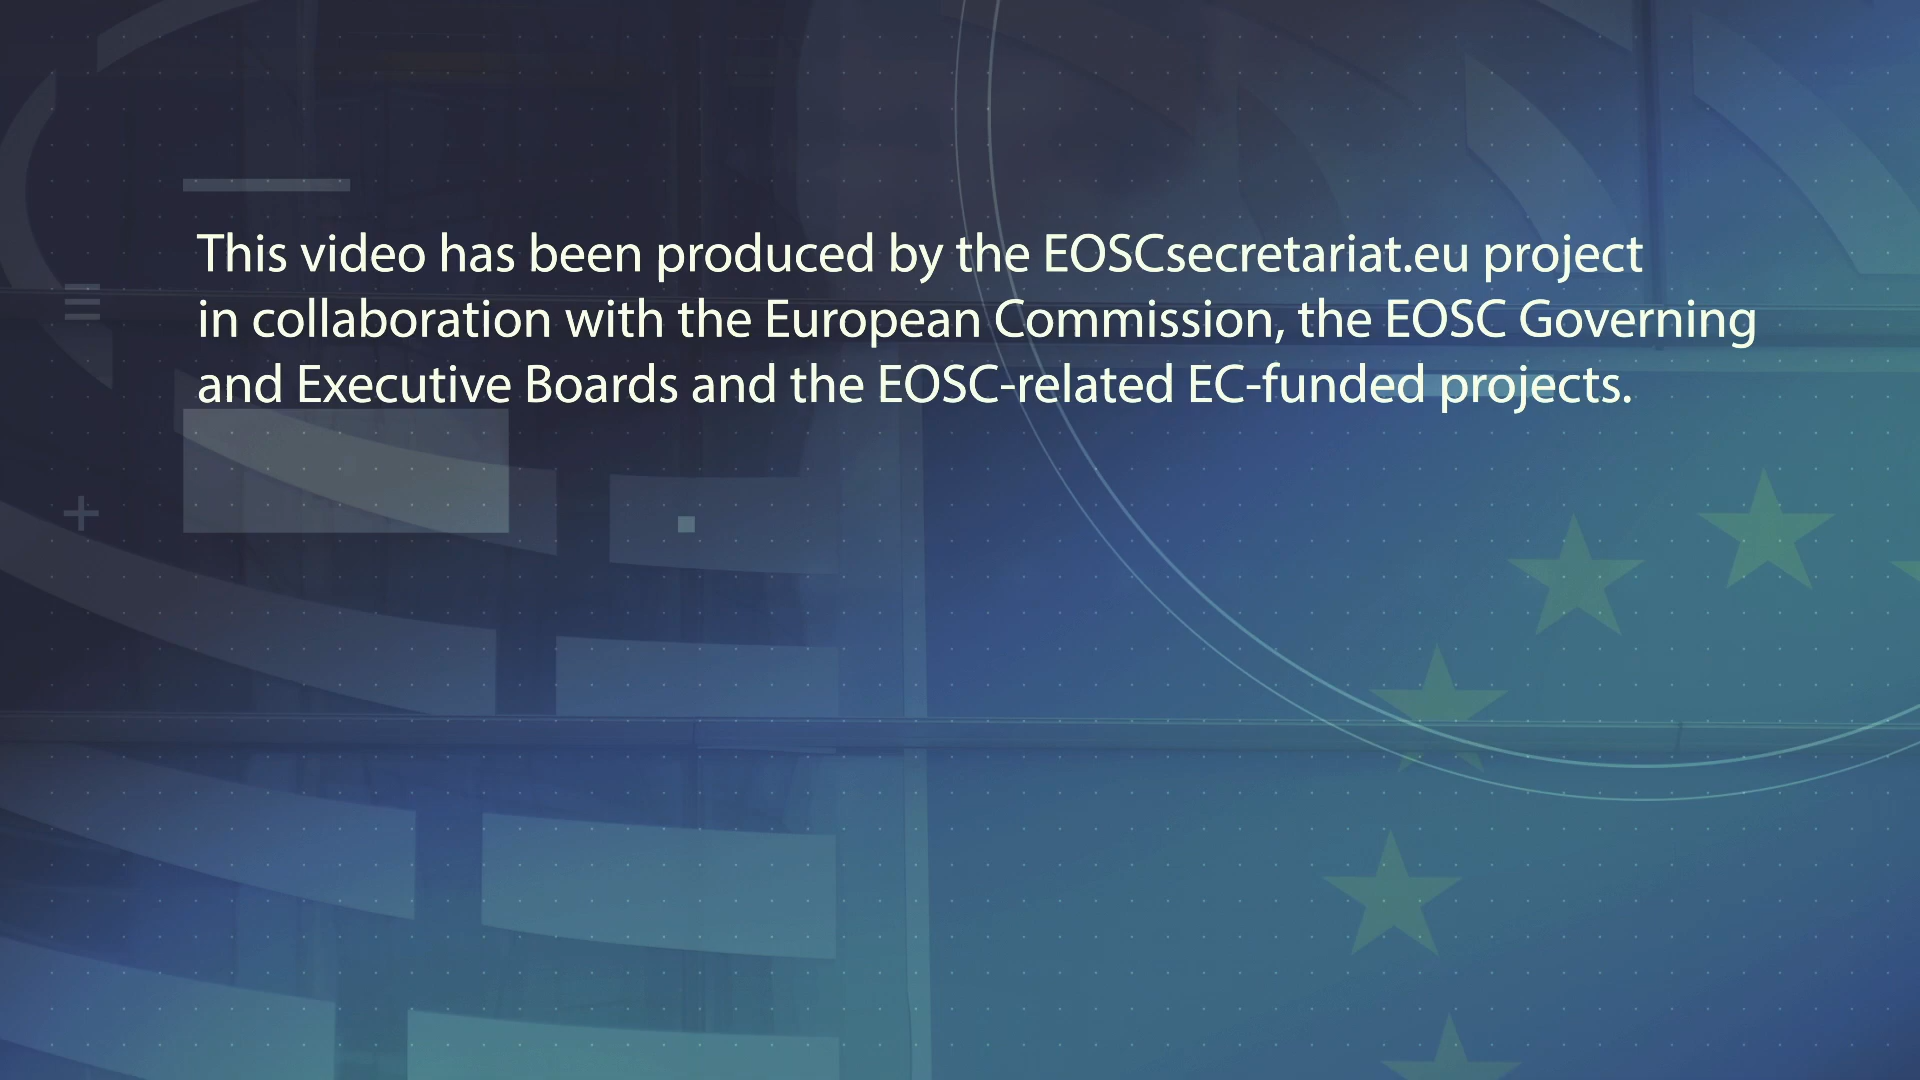 This video has been produced by the EOSCsecretariat.eu project
in collaboration with the European Commission, the EOSC Governing
and Executive Boards and the EOSC-related EC-funded projects.